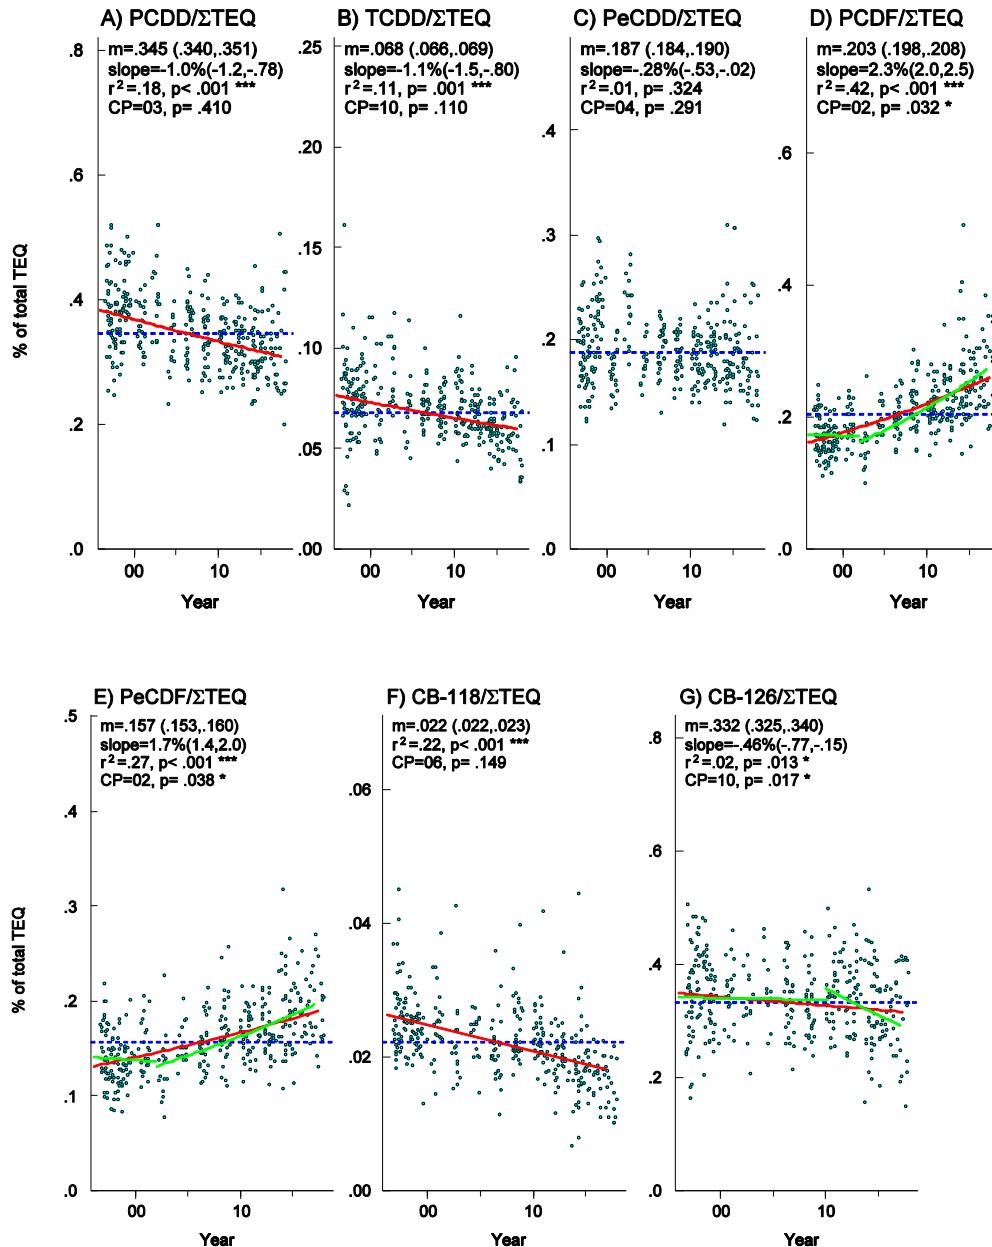 A) PCDD/ΣTEQ
m=.345 (.340,.351)
slope=-1.0%(-1.2,-.78)
r²=.18, p< .001 ***
CP=03, p= .410
.8
.6
.4
.2
.0
00 10
Year
% of total TEQ
B) TCDD/ΣTEQ
m=.068 (.066,.069)
slope=-1.1%(-1.5,-.80)
r²=.11, p= .001 ***
CP=10, p= .110
.25
.20
.15
.10
.05
.00
00 10
Year
C) PeCDD/ΣTEQ
m=.187 (.184,.190)
slope=-.28%(-.53,-.02)
r²=.01, p= .324
CP=04, p= .291
.4
.3
.2
.1
.0
00 10
Year
D) PCDF/ΣTEQ
m=.203 (.198,.208)
slope=2.3%(2.0,2.5)
r²=.42, p< .001 ***
CP=02, p= .032 *
.6
.4
.2
.0
00 10
Year
E) PeCDF/ΣTEQ
m=.157 (.153,.160)
slope=1.7%(1.4,2.0)
r²=.27, p< .001 ***
CP=02, p= .038 *
.5
.4
.3
.2
.1
.0
00 10
Year
% of total TEQ
F) CB-118/ΣTEQ
m=.022 (.022,.023)
r²=.22, p< .001 ***
CP=06, p= .149
.06
.04
.02
.00
00 10
Year
G) CB-126/ΣTEQ
m=.332 (.325,.340)
slope=-.46%(-.77,-.15)
r²=.02, p= .013 *
CP=10, p= .017 *
.8
.6
.4
.2
.0
00 10
Year